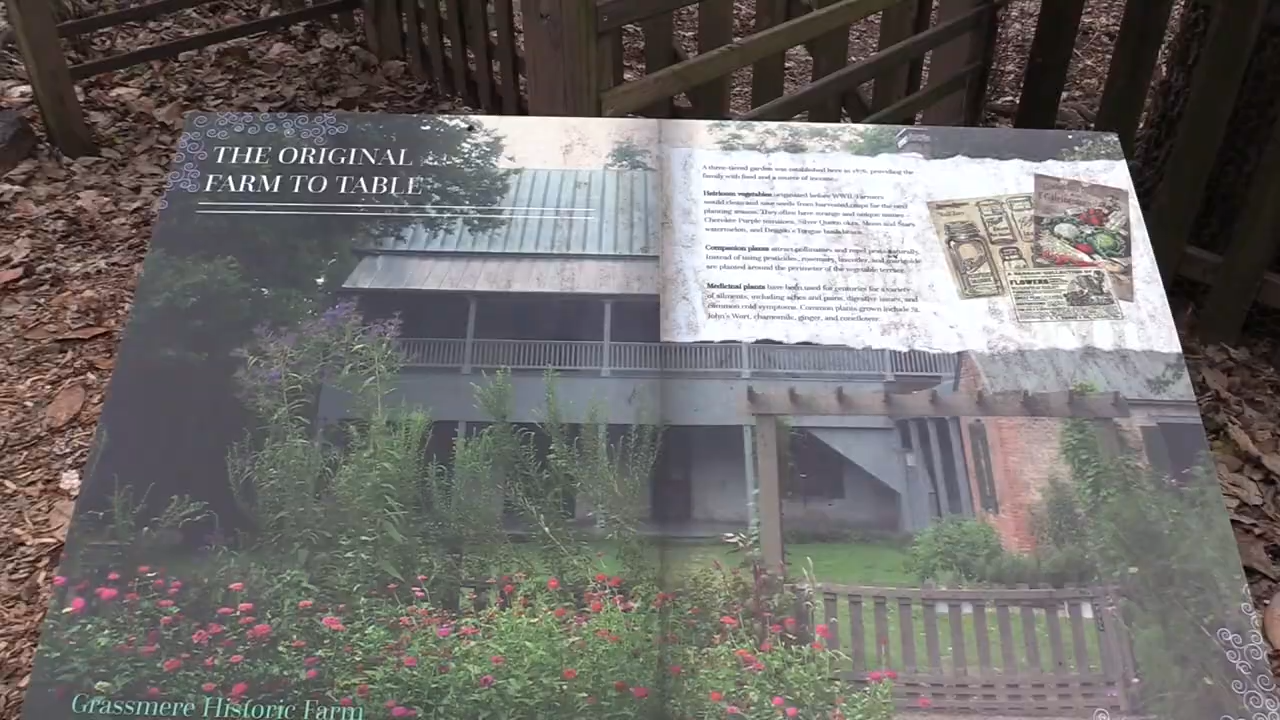 THE ORIGINAL
FARM TO TABLE
A three-tiered garden was established here in 1876, providing the
family with food and a source of income.
Heirloom vegetables originated before WWII. Farmers
would clean and save seeds from harvested crops for the next
planting season. They often have strange and unique names –
Cherokee Purple tomatoes, Silver Queen okra, Moon and Stars
watermelon, and Dragon's Tongue bush beans.
Companion plants attract pollinators and repel pests naturally.
Instead of using pesticides, rosemary, lavender, and marigolds
are planted around the perimeter of the vegetable terrace.
Medicinal plants have been used for centuries for a variety
of ailments, including aches and pains, digestive issues, and
common cold symptoms. Common plants grown include St.
John's Wort, chamomile, ginger, and coneflower.
FLOWERS
Grassmere Historic Farm